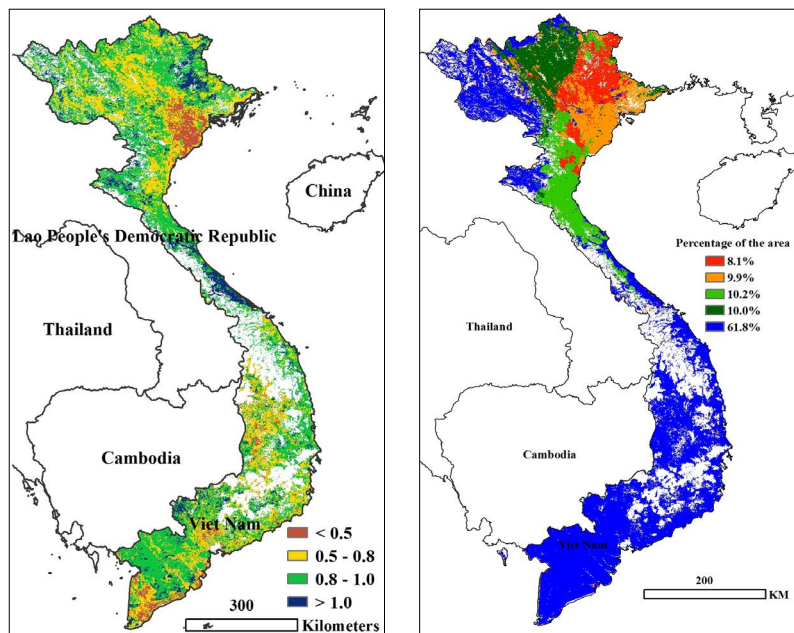 China
Lao People's Democratic Republic
Thailand
Cambodia
Viet Nam
< 0.5
0.5 - 0.8
0.8 - 1.0
> 1.0
300
Kilometers
Percentage of the area
8.1%
9.9%
10.2%
10.0%
61.8%
Thailand
Cambodia
Viet Nam
200
KM